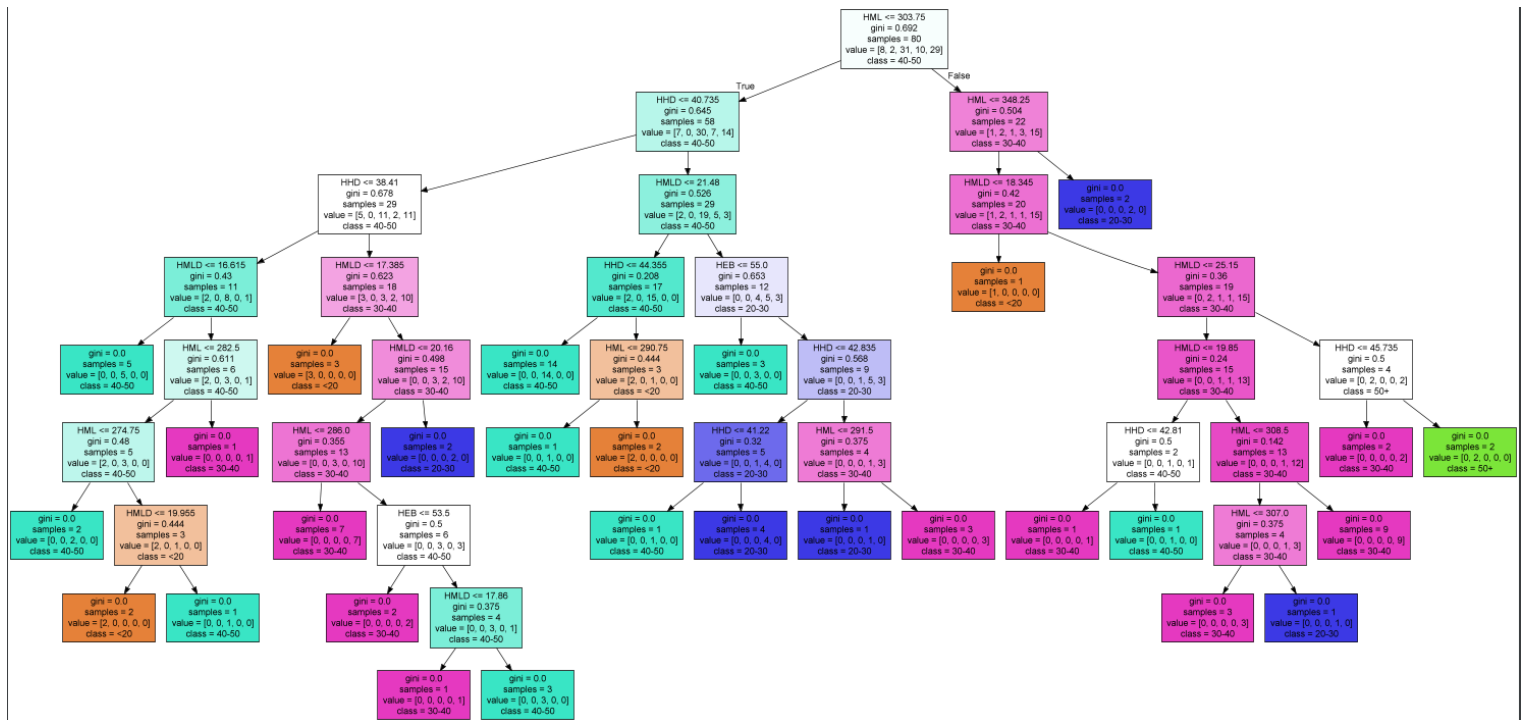 HML <= 303.75
gini = 0.692
samples = 80
value = [8, 2, 31, 10, 29]
class = 40-50
True
False
HHD <= 40.735
gini = 0.645
samples = 58
value = [7, 0, 30, 7, 14]
class = 40-50
HML <= 348.25
gini = 0.504
samples = 22
value = [1, 2, 1, 3, 15]
class = 30-40
HHD <= 38.41
gini = 0.678
samples = 29
value = [5, 0, 11, 2, 11]
class = 40-50
HMLD <= 21.48
gini = 0.526
samples = 29
value = [2, 0, 19, 5, 3]
class = 40-50
HMLD <= 18.345
gini = 0.42
samples = 20
value = [1, 2, 1, 1, 15]
class = 30-40
gini = 0.0
samples = 2
value = [0, 0, 0, 2, 0]
class = 20-30
HMLD <= 16.615
gini = 0.43
samples = 11
value = [2, 0, 8, 0, 1]
class = 40-50
HMLD <= 17.385
gini = 0.623
samples = 18
value = [3, 0, 3, 2, 10]
class = 30-40
HHD <= 44.355
gini = 0.208
samples = 17
value = [2, 0, 15, 0, 0]
class = 40-50
HEB <= 55.0
gini = 0.653
samples = 12
value = [0, 0, 4, 5, 3]
class = 20-30
gini = 0.0
samples = 1
value = [1, 0, 0, 0, 0]
class = <20
HMLD <= 25.15
gini = 0.36
samples = 19
value = [0, 2, 1, 1, 15]
class = 30-40
gini = 0.0
samples = 5
value = [0, 0, 5, 0, 0]
class = 40-50
HML <= 282.5
gini = 0.611
samples = 6
value = [2, 0, 3, 0, 1]
class = 40-50
gini = 0.0
samples = 3
value = [3, 0, 0, 0, 0]
class = <20
HMLD <= 20.16
gini = 0.498
samples = 15
value = [0, 0, 3, 2, 10]
class = 30-40
gini = 0.0
samples = 14
value = [0, 0, 14, 0, 0]
class = 40-50
HML <= 290.75
gini = 0.444
samples = 3
value = [2, 0, 1, 0, 0]
class = <20
gini = 0.0
samples = 3
value = [0, 0, 3, 0, 0]
class = 40-50
HHD <= 42.835
gini = 0.568
samples = 9
value = [0, 0, 1, 5, 3]
class = 20-30
HMLD <= 19.85
gini = 0.24
samples = 15
value = [0, 0, 1, 1, 13]
class = 30-40
HHD <= 45.735
gini = 0.5
samples = 4
value = [0, 2, 0, 0, 2]
class = 50+
HML <= 274.75
gini = 0.48
samples = 5
value = [2, 0, 3, 0, 0]
class = 40-50
gini = 0.0
samples = 1
value = [0, 0, 0, 0, 1]
class = 30-40
HML <= 286.0
gini = 0.355
samples = 13
value = [0, 0, 3, 0, 10]
class = 30-40
gini = 0.0
samples = 2
value = [0, 0, 0, 2, 0]
class = 20-30
gini = 0.0
samples = 1
value = [0, 0, 1, 0, 0]
class = 40-50
gini = 0.0
samples = 2
value = [2, 0, 0, 0, 0]
class = <20
HHD <= 41.22
gini = 0.32
samples = 5
value = [0, 0, 1, 4, 0]
class = 20-30
HML <= 291.5
gini = 0.375
samples = 4
value = [0, 0, 0, 1, 3]
class = 30-40
HHD <= 42.81
gini = 0.5
samples = 2
value = [0, 0, 1, 0, 1]
class = 40-50
HML <= 308.5
gini = 0.142
samples = 13
value = [0, 0, 0, 1, 12]
class = 30-40
gini = 0.0
samples = 2
value = [0, 0, 0, 0, 2]
class = 30-40
gini = 0.0
samples = 2
value = [0, 2, 0, 0, 0]
class = 50+
gini = 0.0
samples = 2
value = [0, 0, 2, 0, 0]
class = 40-50
HMLD <= 19.955
gini = 0.444
samples = 3
value = [2, 0, 1, 0, 0]
class = <20
gini = 0.0
samples = 7
value = [0, 0, 0, 0, 7]
class = 30-40
HEB <= 53.5
gini = 0.5
samples = 6
value = [0, 0, 3, 0, 3]
class = 40-50
gini = 0.0
samples = 1
value = [0, 0, 1, 0, 0]
class = 40-50
gini = 0.0
samples = 4
value = [0, 0, 0, 4, 0]
class = 20-30
gini = 0.0
samples = 1
value = [0, 0, 0, 1, 0]
class = 20-30
gini = 0.0
samples = 3
value = [0, 0, 0, 0, 3]
class = 30-40
gini = 0.0
samples = 1
value = [0, 0, 0, 0, 1]
class = 30-40
gini = 0.0
samples = 1
value = [0, 0, 1, 0, 0]
class = 40-50
HML <= 307.0
gini = 0.375
samples = 4
value = [0, 0, 0, 1, 3]
class = 30-40
gini = 0.0
samples = 9
value = [0, 0, 0, 0, 9]
class = 30-40
gini = 0.0
samples = 2
value = [2, 0, 0, 0, 0]
class = <20
gini = 0.0
samples = 1
value = [0, 0, 1, 0, 0]
class = 40-50
gini = 0.0
samples = 2
value = [0, 0, 0, 0, 2]
class = 30-40
HMLD <= 17.86
gini = 0.375
samples = 4
value = [0, 0, 3, 0, 1]
class = 40-50
gini = 0.0
samples = 3
value = [0, 0, 0, 0, 3]
class = 30-40
gini = 0.0
samples = 1
value = [0, 0, 0, 1, 0]
class = 20-30
gini = 0.0
samples = 1
value = [0, 0, 0, 0, 1]
class = 30-40
gini = 0.0
samples = 3
value = [0, 0, 3, 0, 0]
class = 40-50